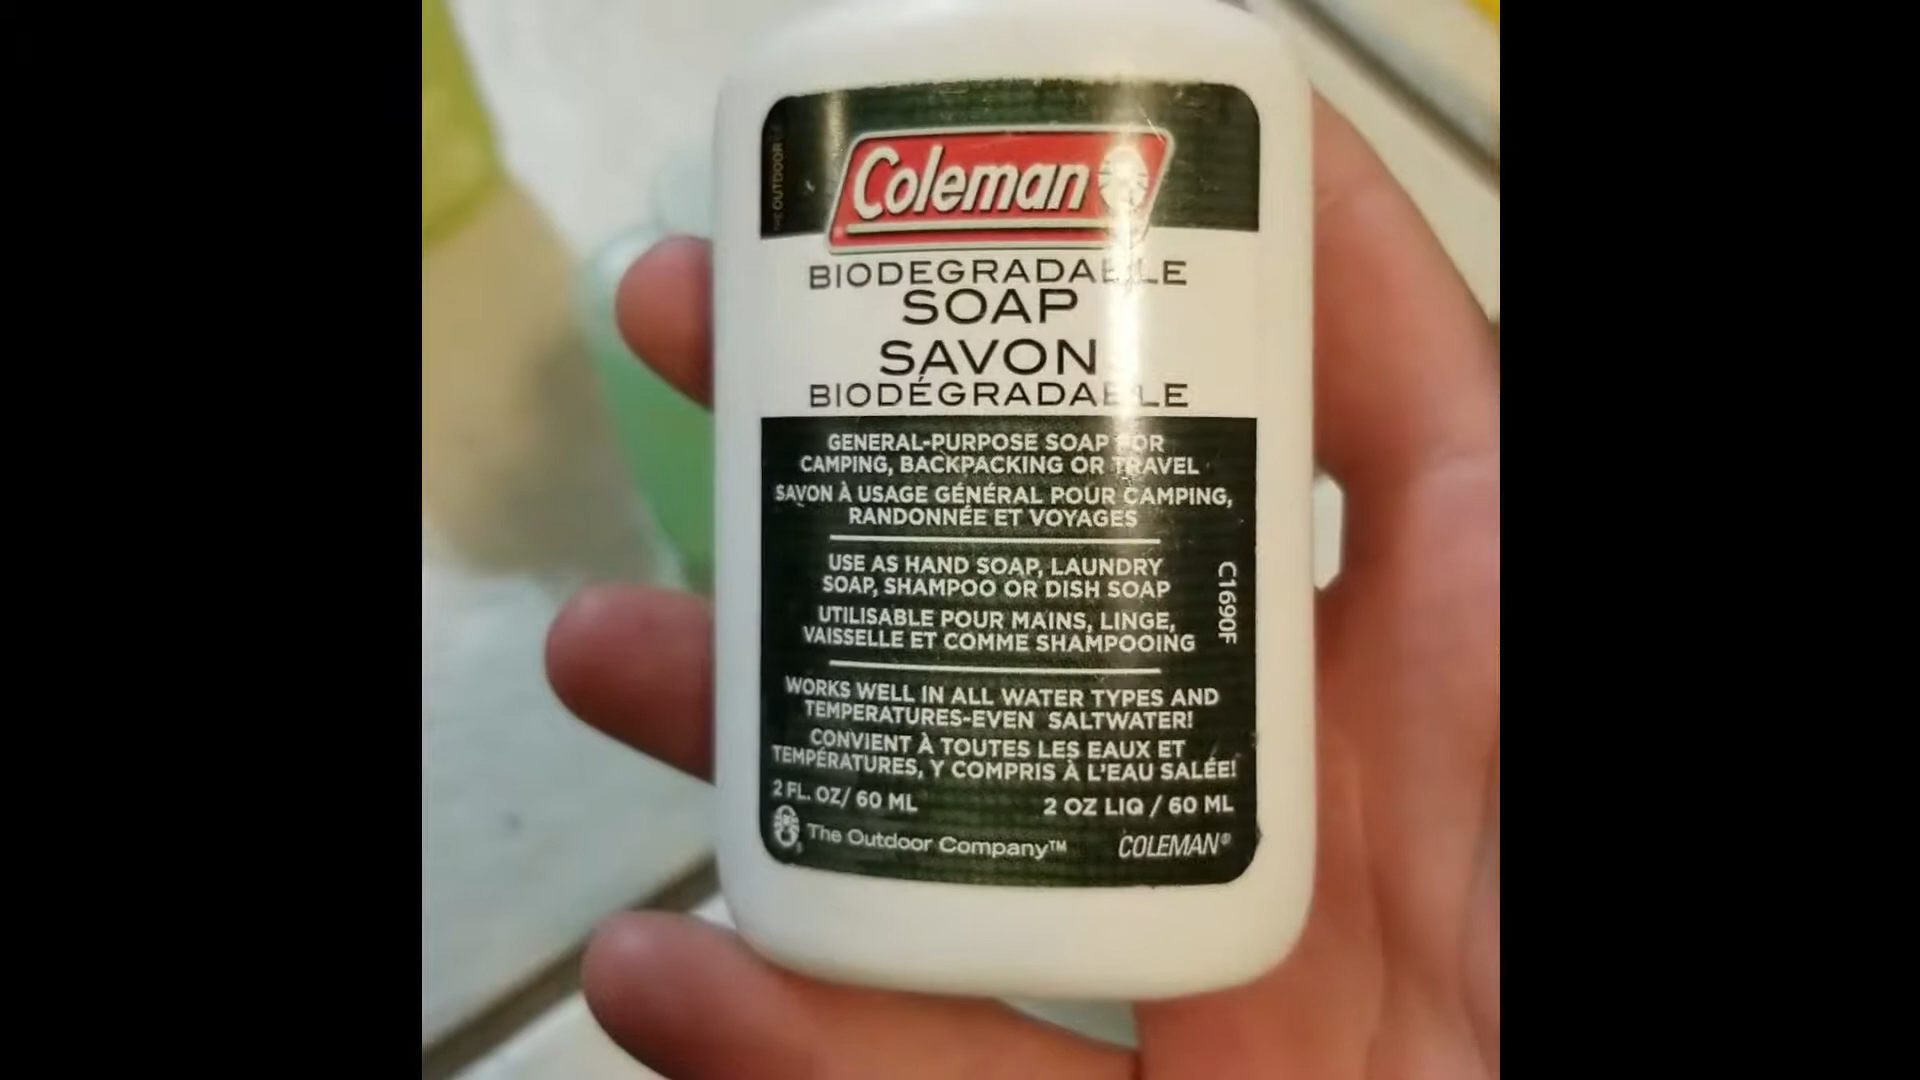 THE OUTDOOR
Coleman
BIODEGRADABLE
SOAP
SAVON
BIODÉGRADABLE
GENERAL-PURPOSE SOAP FOR
CAMPING, BACKPACKING OR TRAVEL
SAVON À USAGE GÉNÉRAL POUR CAMPING,
RANDONNÉE ET VOYAGES
USE AS HAND SOAP, LAUNDRY
SOAP, SHAMPOO OR DISH SOAP
UTILISABLE POUR MAINS, LINGE,
VAISSELLE ET COMME SHAMPOOING
C1690F
WORKS WELL IN ALL WATER TYPES AND
TEMPERATURES-EVEN SALTWATER!
CONVIENT À TOUTES LES EAUX ET
TEMPÉRATURES, Y COMPRIS À L'EAU SALÉE!
2 FL. OZ/ 60 ML 2 OZ LIQ / 60 ML
The Outdoor Company™ COLEMAN®